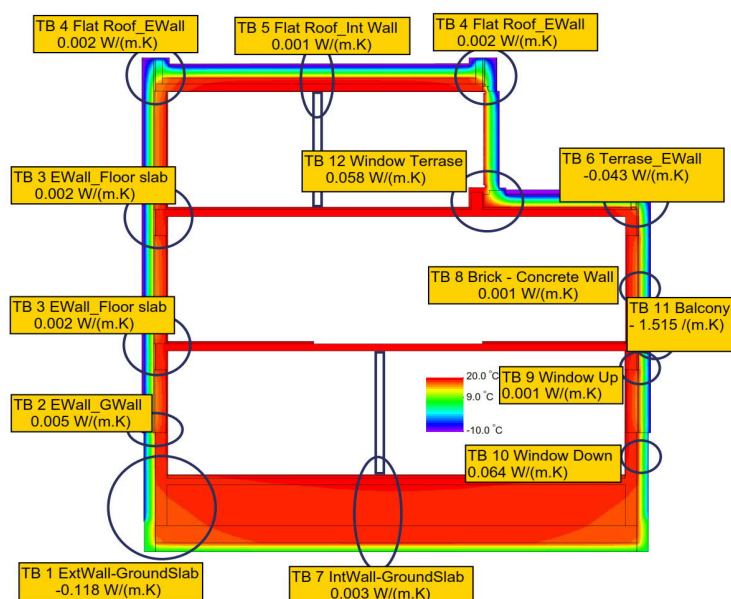 TB 4 Flat Roof_EWall
0.002 W/(m.K)
TB 5 Flat Roof_Int Wall
0.001 W/(m.K)
TB 4 Flat Roof_EWall
0.002 W/(m.K)
TB 12 Window Terrase
0.058 W/(m.K)
TB 6 Terrase_EWall
-0.043 W/(m.K)
TB 3 EWall_Floor slab
0.002 W/(m.K)
TB 8 Brick - Concrete Wall
0.001 W/(m.K)
TB 11 Balcony
- 1.515 /(m.K)
TB 3 EWall_Floor slab
0.002 W/(m.K)
20.0 °C
9.0 °C
-10.0 °C
TB 9 Window Up
0.001 W/(m.K)
TB 2 EWall_GWall
0.005 W/(m.K)
TB 10 Window Down
0.064 W/(m.K)
TB 1 ExtWall-GroundSlab
-0.118 W/(m.K)
TB 7 IntWall-GroundSlab
0.003 W/(m.K)